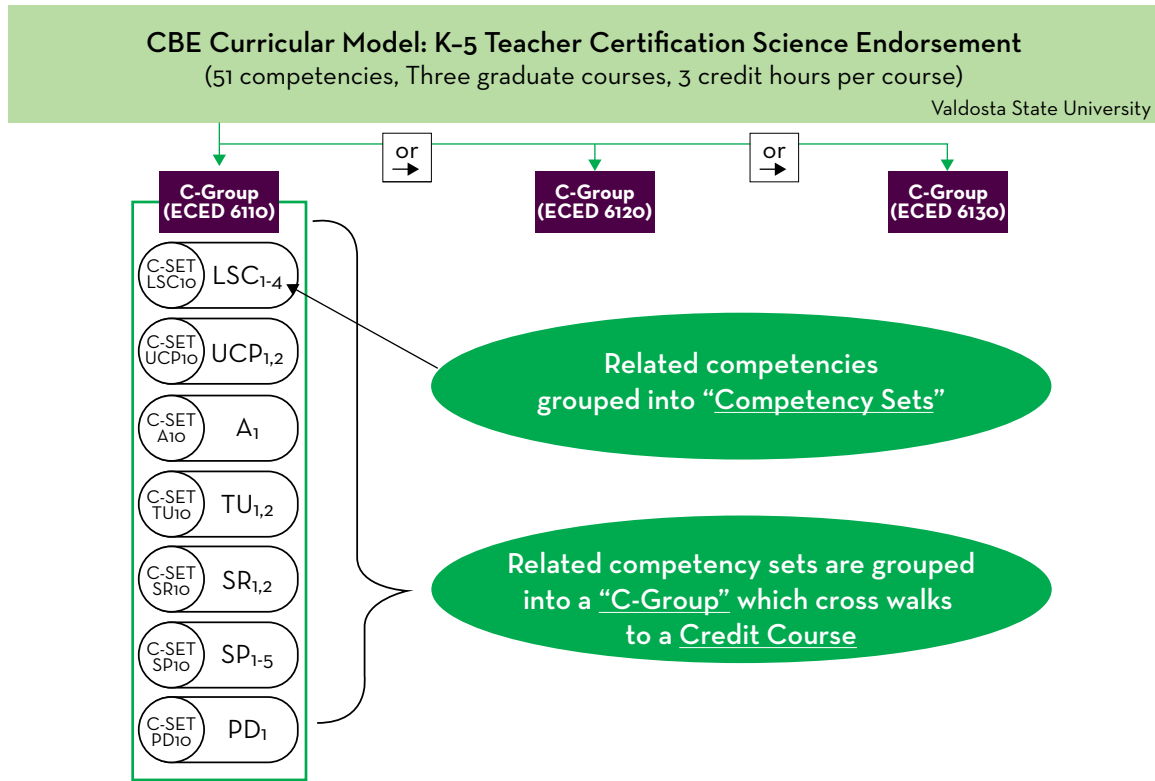 CBE Curricular Model: K–5 Teacher Certification Science Endorsement
(51 competencies, Three graduate courses, 3 credit hours per course)
Valdosta State University
or
or
C-Group
(ECED 6110)
C-Group
(ECED 6120)
C-Group
(ECED 6130)
C-SET
LSC10
LSC1-4
C-SET
UCP10
UCP1,2
C-SET
A10
A1
C-SET
TU10
TU1,2
C-SET
SR10
SR1,2
C-SET
SP10
SP1-5
C-SET
PD10
PD1
Related competencies
grouped into “Competency Sets”
Related competency sets are grouped
into a “C-Group” which cross walks
to a Credit Course